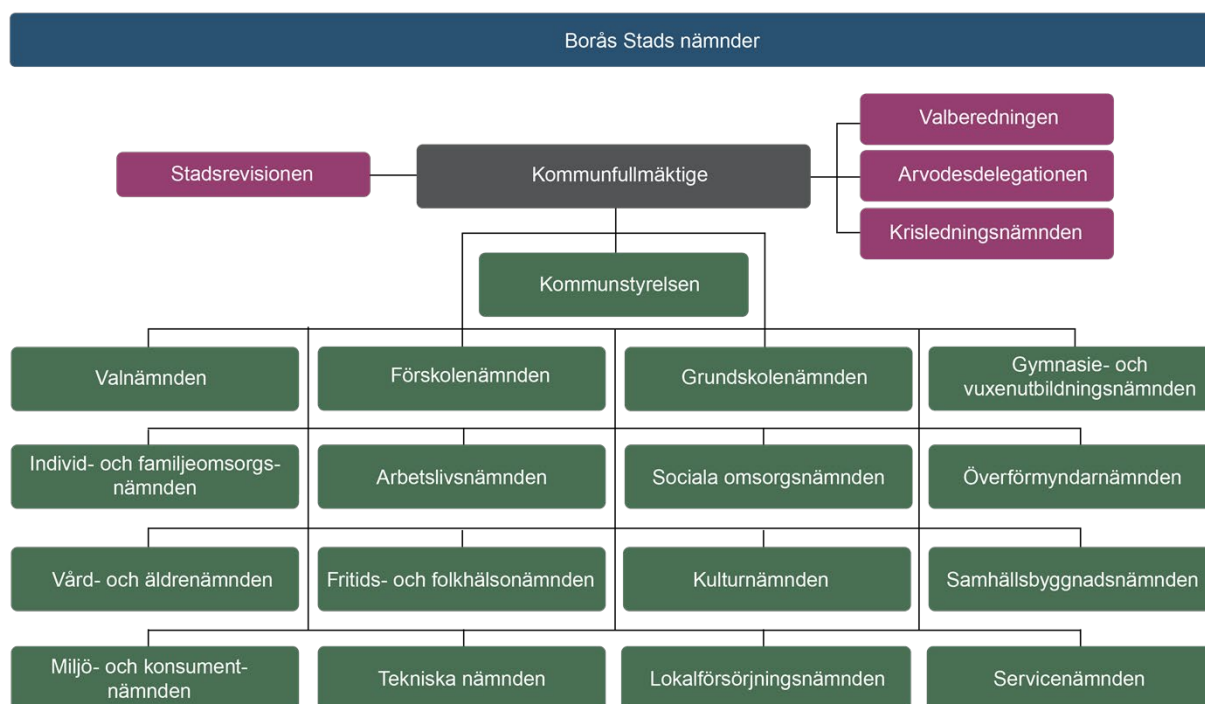 Borås Stads nämnder
Valberedningen
Stadsrevisionen
Kommunfullmäktige
Arvodesdelegationen
Krisledningsnämnden
Kommunstyrelsen
Valnämnden
Förskolenämnden
Grundskolenämnden
Gymnasie- och
vuxenutbildningsnämnden
Individ- och familjeomsorgs-
nämnden
Arbetslivsnämnden
Sociala omsorgsnämnden
Överförmyndarnämnden
Vård- och äldrenämnden
Fritids- och folkhälsonämnden
Kulturnämnden
Samhällsbyggnadsnämnden
Miljö- och konsument-
nämnden
Tekniska nämnden
Lokalförsörjningsnämnden
Servicenämnden